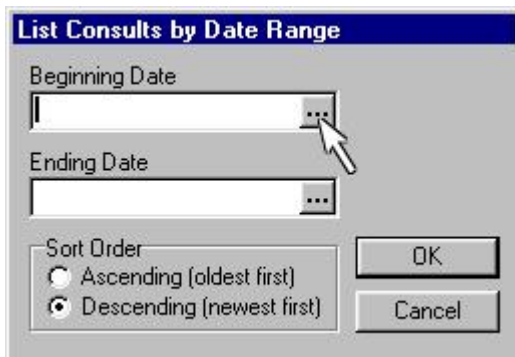 List Consults by Date Range
Beginning Date
...
Ending Date
...
Sort Order
Ascending (oldest first)
Descending (newest first)
OK
Cancel